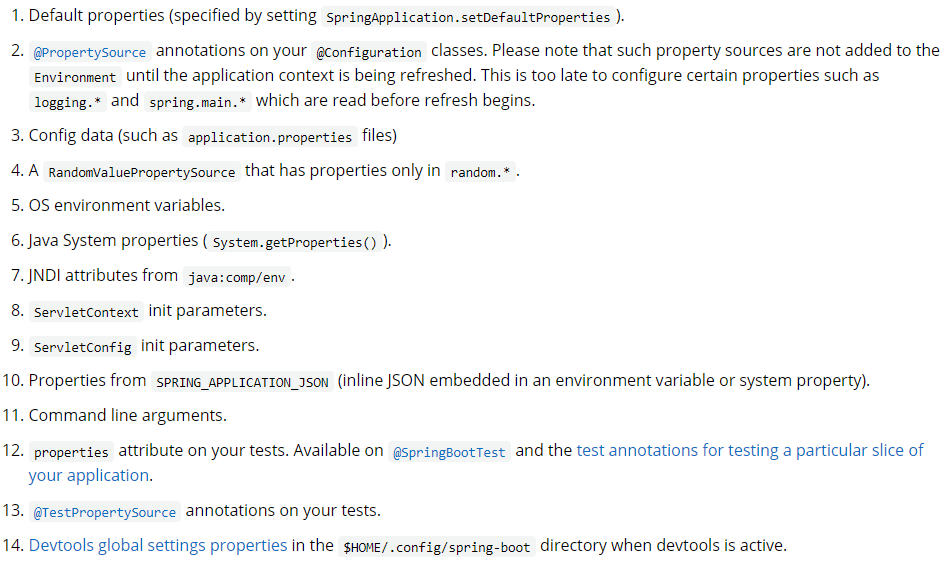 1. Default properties (specified by setting SpringApplication.setDefaultProperties ).
2. @PropertySource annotations on your @Configuration classes. Please note that such property sources are not added to the
Environment until the application context is being refreshed. This is too late to configure certain properties such as
logging.* and spring.main.* which are read before refresh begins.
3. Config data (such as application.properties files)
4. A RandomValuePropertySource that has properties only in random.* .
5. OS environment variables.
6. Java System properties ( System.getProperties() ).
7. JNDI attributes from java:comp/env .
8. ServletContext init parameters.
9. ServletConfig init parameters.
10. Properties from SPRING_APPLICATION_JSON (inline JSON embedded in an environment variable or system property).
11. Command line arguments.
12. properties attribute on your tests. Available on @SpringBootTest and the test annotations for testing a particular slice of
your application.
13. @TestPropertySource annotations on your tests.
14. Devtools global settings properties in the $HOME/.config/spring-boot directory when devtools is active.